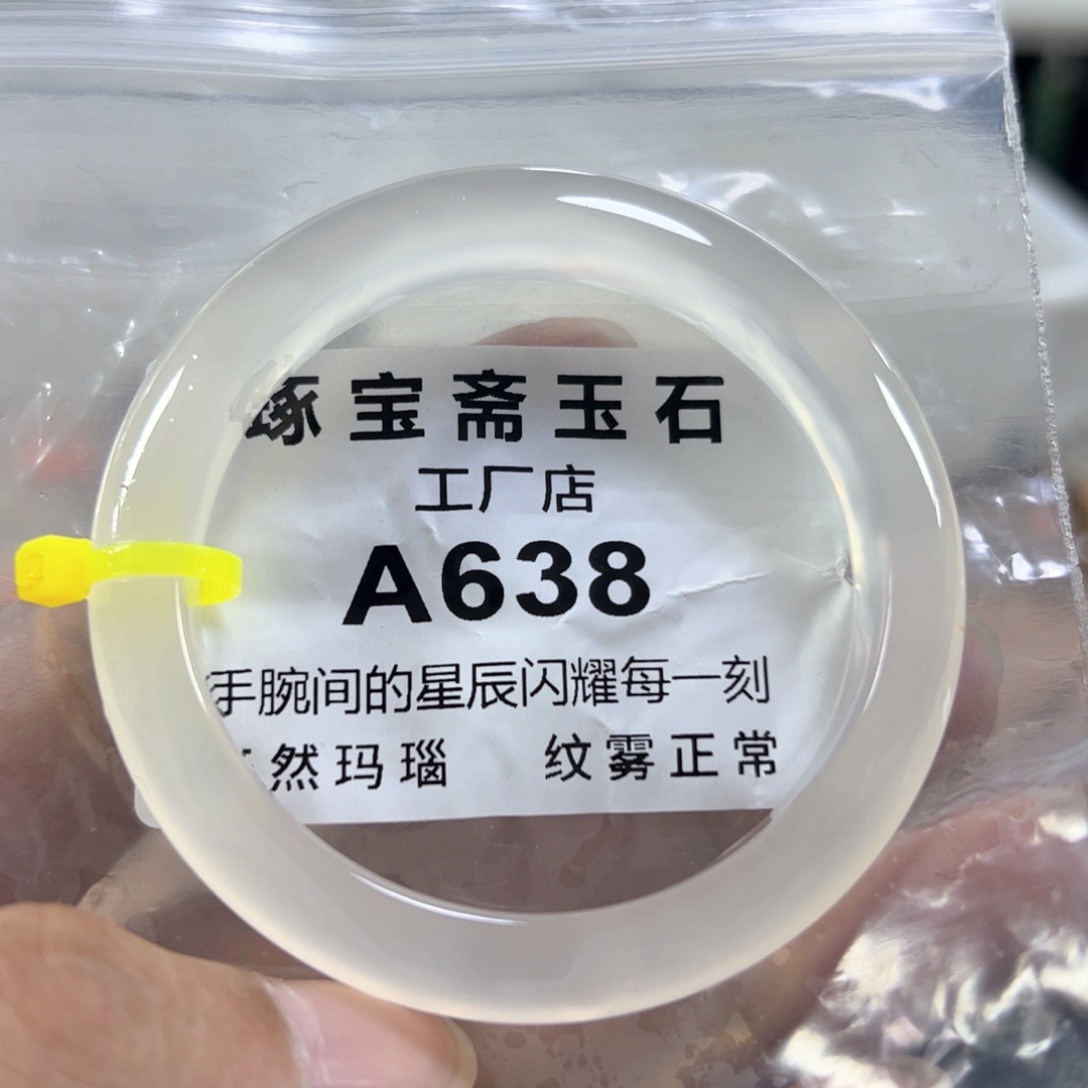 琢宝斋玉石
工厂店
A638
手腕间的星辰闪耀每一刻
然玛瑙 纹雾正常